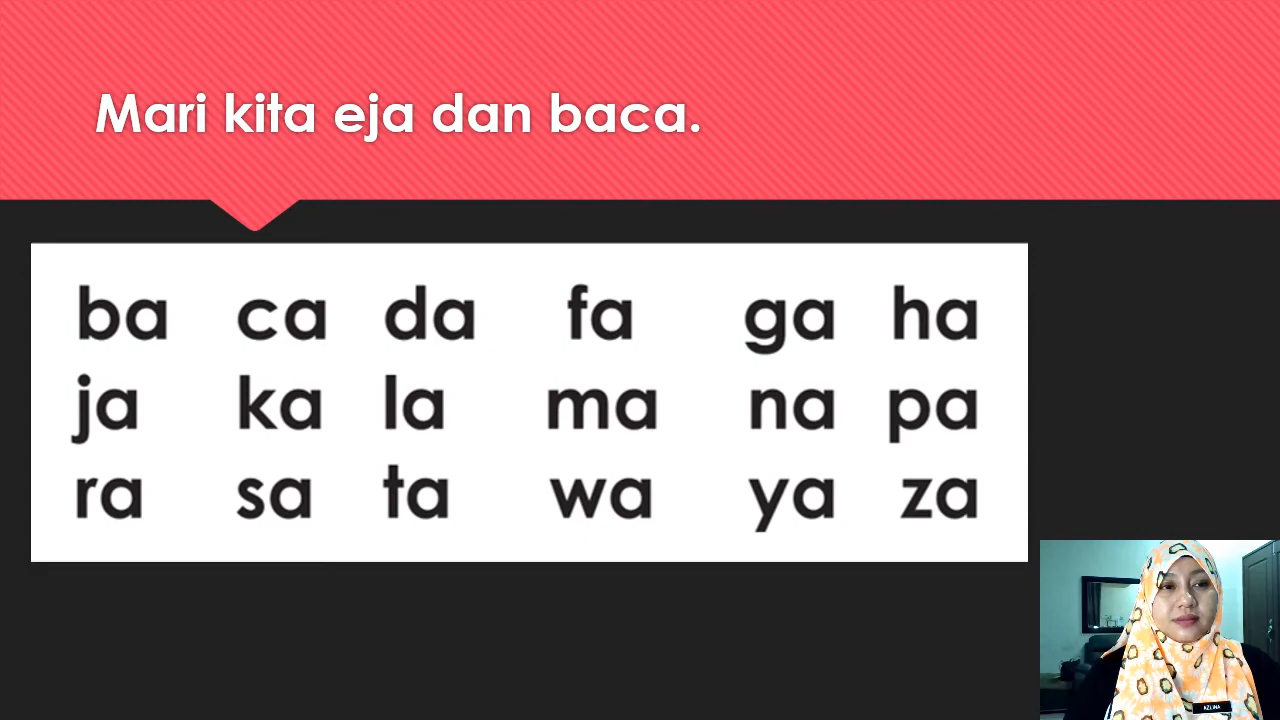 Mari kita eja dan baca.
ba ca da fa ga ha
ja ka la ma na pa
ra sa ta wa ya za
AZLINA